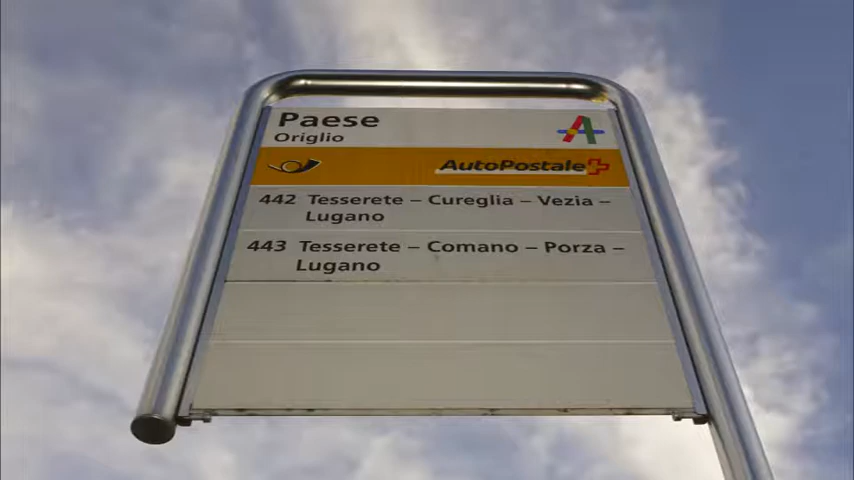 Paese
Origlio
AutoPostale
442 Tesserete – Cureglia – Vezia –
Lugano
443 Tesserete – Comano – Porza –
Lugano